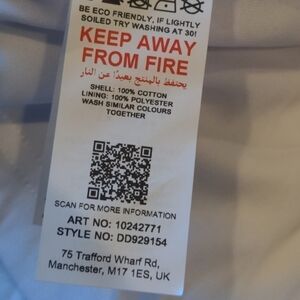 BE ECO FRIENDLY, IF LIGHTLY
SOILED TRY WASHING AT 30!
KEEP AWAY
FROM FIRE
يحتفظ بالمنتج بعيدًا عن النار
SHELL: 100% COTTON
LINING: 100% POLYESTER
WASH SIMILAR COLOURS
TOGETHER
SCAN FOR MORE INFORMATION
ART NO: 10242771
STYLE NO: DD929154
75 Trafford Wharf Rd,
Manchester, M17 1ES, UK